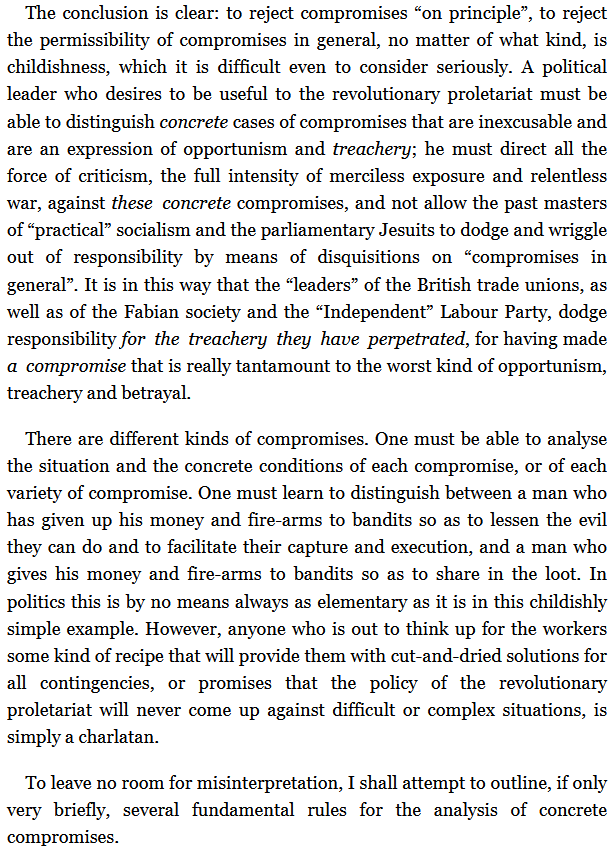 The conclusion is clear: to reject compromises “on principle”, to reject
the permissibility of compromises in general, no matter of what kind, is
childishness, which it is difficult even to consider seriously. A political
leader who desires to be useful to the revolutionary proletariat must be
able to distinguish concrete cases of compromises that are inexcusable and
are an expression of opportunism and treachery; he must direct all the
force of criticism, the full intensity of merciless exposure and relentless
war, against these concrete compromises, and not allow the past masters
of “practical” socialism and the parliamentary Jesuits to dodge and wriggle
out of responsibility by means of disquisitions on “compromises in
general”. It is in this way that the “leaders” of the British trade unions, as
well as of the Fabian society and the “Independent” Labour Party, dodge
responsibility for the treachery they have perpetrated, for having made
a compromise that is really tantamount to the worst kind of opportunism,
treachery and betrayal.
There are different kinds of compromises. One must be able to analyse
the situation and the concrete conditions of each compromise, or of each
variety of compromise. One must learn to distinguish between a man who
has given up his money and fire-arms to bandits so as to lessen the evil
they can do and to facilitate their capture and execution, and a man who
gives his money and fire-arms to bandits so as to share in the loot. In
politics this is by no means always as elementary as it is in this childishly
simple example. However, anyone who is out to think up for the workers
some kind of recipe that will provide them with cut-and-dried solutions for
all contingencies, or promises that the policy of the revolutionary
proletariat will never come up against difficult or complex situations, is
simply a charlatan.
To leave no room for misinterpretation, I shall attempt to outline, if only
very briefly, several fundamental rules for the analysis of concrete
compromises.